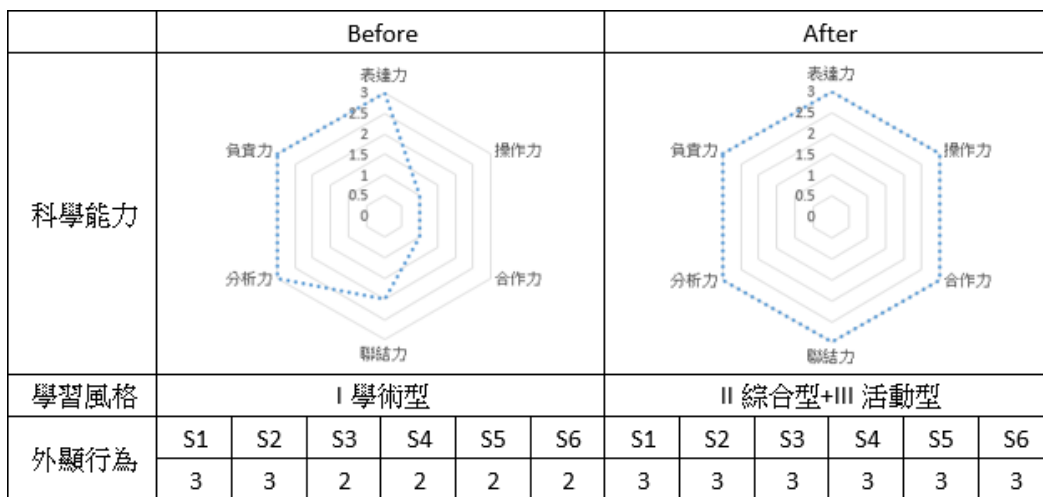 Before After
表達力 表達力
3 3
2.5 2.5
負責力 2 操作力 負責力 2 操作力
1.5 1.5
1 1
0.5 0.5
科學能力 0 0
分析力 合作力 分析力 合作力
聯結力 聯結力
學習風格 I 學術型 II 綜合型+III 活動型
外顯行為 S1 S2 S3 S4 S5 S6 S1 S2 S3 S4 S5 S6
3 3 2 2 2 2 3 3 3 3 3 3